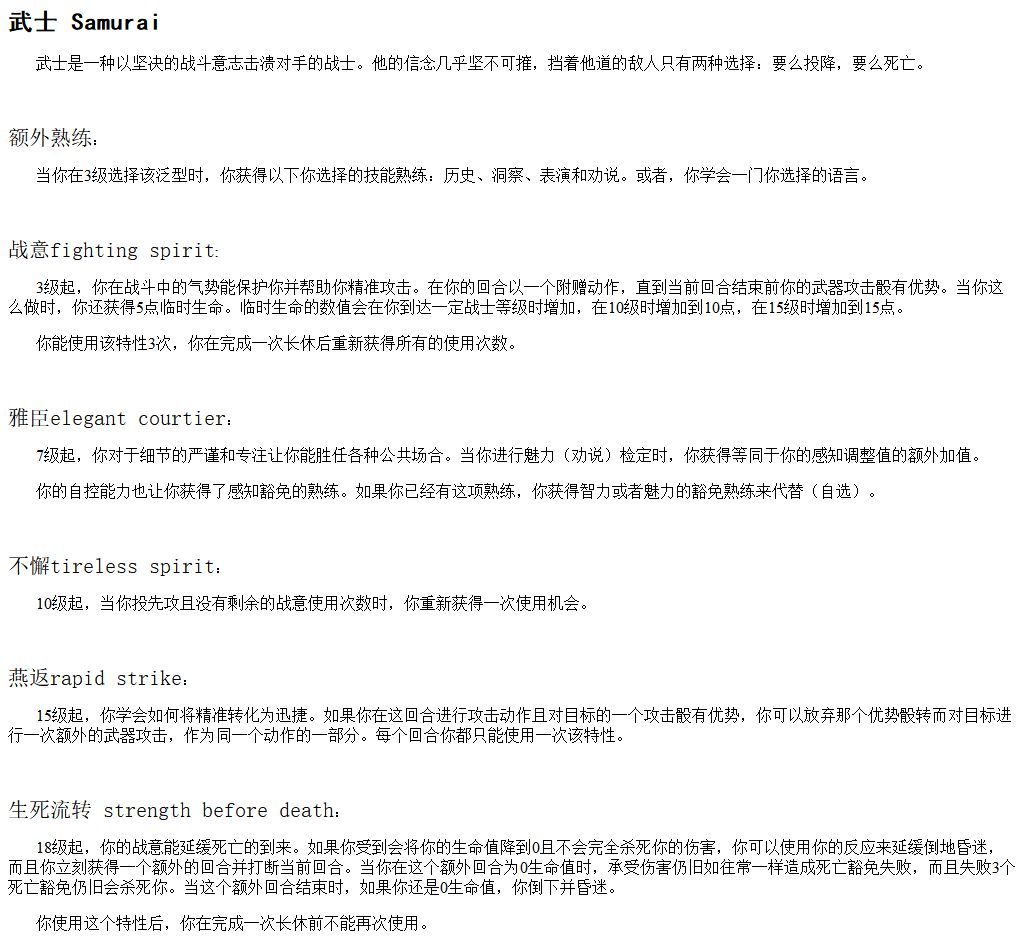 武士 Samurai
武士是一种以坚决的战斗意志击溃对手的战士。他的信念几乎坚不可摧，挡着他道的敌人只有两种选择：要么投降，要么死亡。
额外熟练：
当你在3级选择该泛型时，你获得以下你选择的技能熟练：历史、洞察、表演和劝说。或者，你学会一门你选择的语言。
战意fighting spirit:
3级起，你在战斗中的气势能保护你并帮助你精准攻击。在你的回合以一个附赠动作，直到当前回合结束前你的武器攻击骰有优势。当你这
么做时，你还获得5点临时生命。临时生命的数值会在你到达一定战士等级时增加，在10级时增加到10点，在15级时增加到15点。
你能使用该特性3次，你在完成一次长休后重新获得所有的使用次数。
雅臣elegant courtier：
7级起，你对于细节的严谨和专注让你能胜任各种公共场合。当你进行魅力（劝说）检定时，你获得等同于你的感知调整值的额外加值。
你的自控能力也让你获得了感知豁免的熟练。如果你已经有这项熟练，你获得智力或者魅力的豁免熟练来代替（自选）。
不懈tireless spirit：
10级起，当你投先攻且没有剩余的战意使用次数时，你重新获得一次使用机会。
燕返rapid strike：
15级起，你学会如何将精准转化为迅捷。如果你在这回合进行攻击动作且对目标的一个攻击骰有优势，你可以放弃那个优势骰转而对目标进
行一次额外的武器攻击，作为同一个动作的一部分。每个回合你都只能使用一次该特性。
生死流转 strength before death：
18级起，你的战意能延缓死亡的到来。如果你受到会将你的生命值降到0且不会完全杀死你的伤害，你可以使用你的反应来延缓倒地昏迷，
而且你立刻获得一个额外的回合并打断当前回合。当你在这个额外回合为0生命值时，承受伤害仍旧如往常一样造成死亡豁免失败，而且失败3个
死亡豁免仍旧会杀死你。当这个额外回合结束时，如果你还是0生命值，你倒下并昏迷。
你使用这个特性后，你在完成一次长休前不能再次使用。